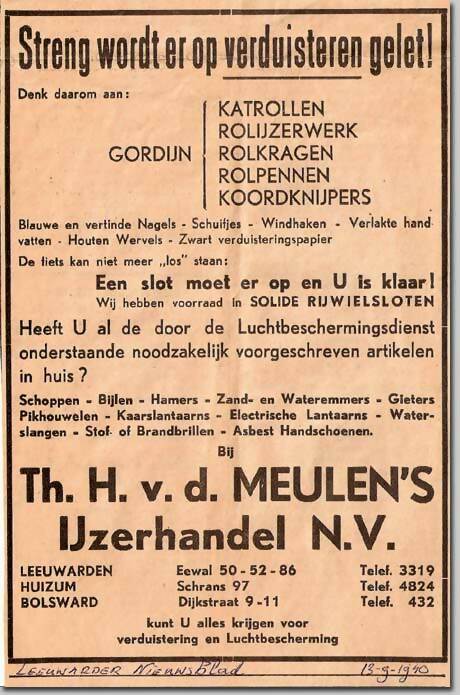 Streng wordt er op verduisteren gelet!
Denk daarom aan:
GORDIJN
KATROLLEN
ROLIJZERWERK
ROLKRAGEN
ROLPENNEN
KOORDKNIJPERS
Blauwe en vertinde Nagels - Schuifjes - Windhaken - Verlakte hand
vatten - Houten Wervels - Zwart verduisteringspapier
De fiets kan niet meer „los" staan:
Een slot moet er op en U is klaar!
Wij hebben voorraad in SOLIDE RIJWIELSLOTEN
Heeft U al de door de Luchtbeschermingsdienst
onderstaande noodzakelijk voorgeschreven artikelen
in huis?
Schoppen - Bijlen - Hamers - Zand- en Wateremmers - Gieters
Pikhouwelen - Kaarslantaarns - Electrische Lantaarns - Water-
slangen - Stof- of Brandbrillen - Asbest Handschoenen.
Bij
Th. H. v. d. MEULEN'S
IJzerhandel N.V.
LEEUWARDEN Eewal 50-52-86 Telef. 3319
HUIZUM Schrans 97 Telef. 4824
BOLSWARD Dijkstraat 9-11 Telef. 432
kunt U alles krijgen voor
verduistering en Luchtbescherming
LEEUWARDER NIEUWSBlad 13-9-1940